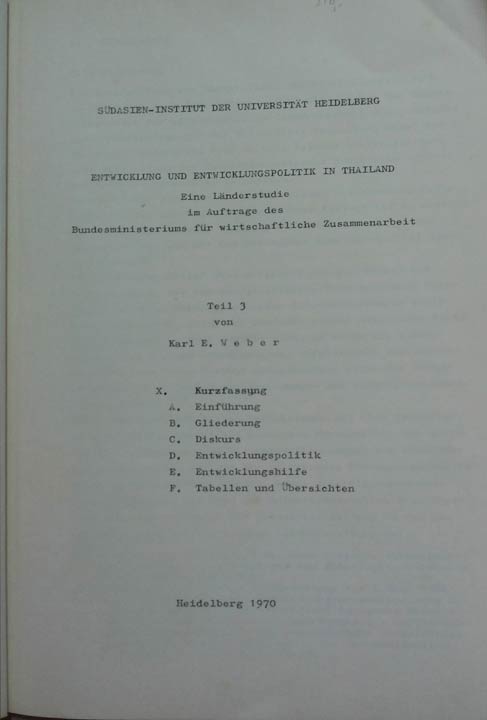 SÜDASIEN-INSTITUT DER UNIVERSITÄT HEIDELBERG
ENTWICKLUNG UND ENTWICKLUNGSPOLITIK IN THAILAND
Eine Länderstudie
im Auftrage des
Bundesministeriums für wirtschaftliche Zusammenarbeit
Teil 3
von
Karl E. W e b e r
X. Kurzfassung
A. Einführung
B. Gliederung
C. Diskurs
D. Entwicklungspolitik
E. Entwicklungshilfe
F. Tabellen und Übersichten
Heidelberg 1970